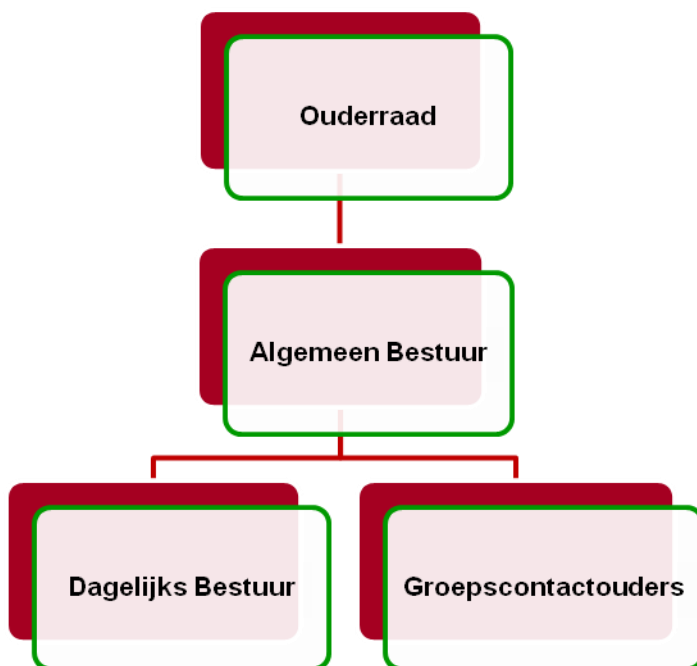 Ouderraad
Algemeen Bestuur
Dagelijks Bestuur
Groepscontactouders